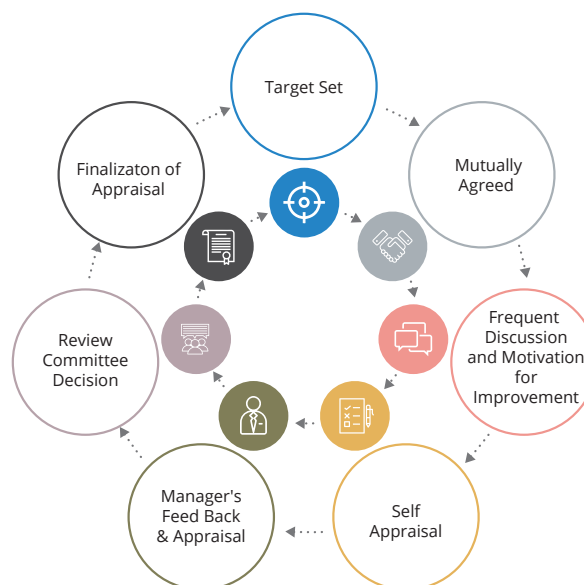 Target Set
Mutually
Agreed
Frequent
Discussion
and Motivation
for
Improvement
Self
Appraisal
Manager's
Feed Back
& Appraisal
Review
Committee
Decision
Finalizaton of
Appraisal